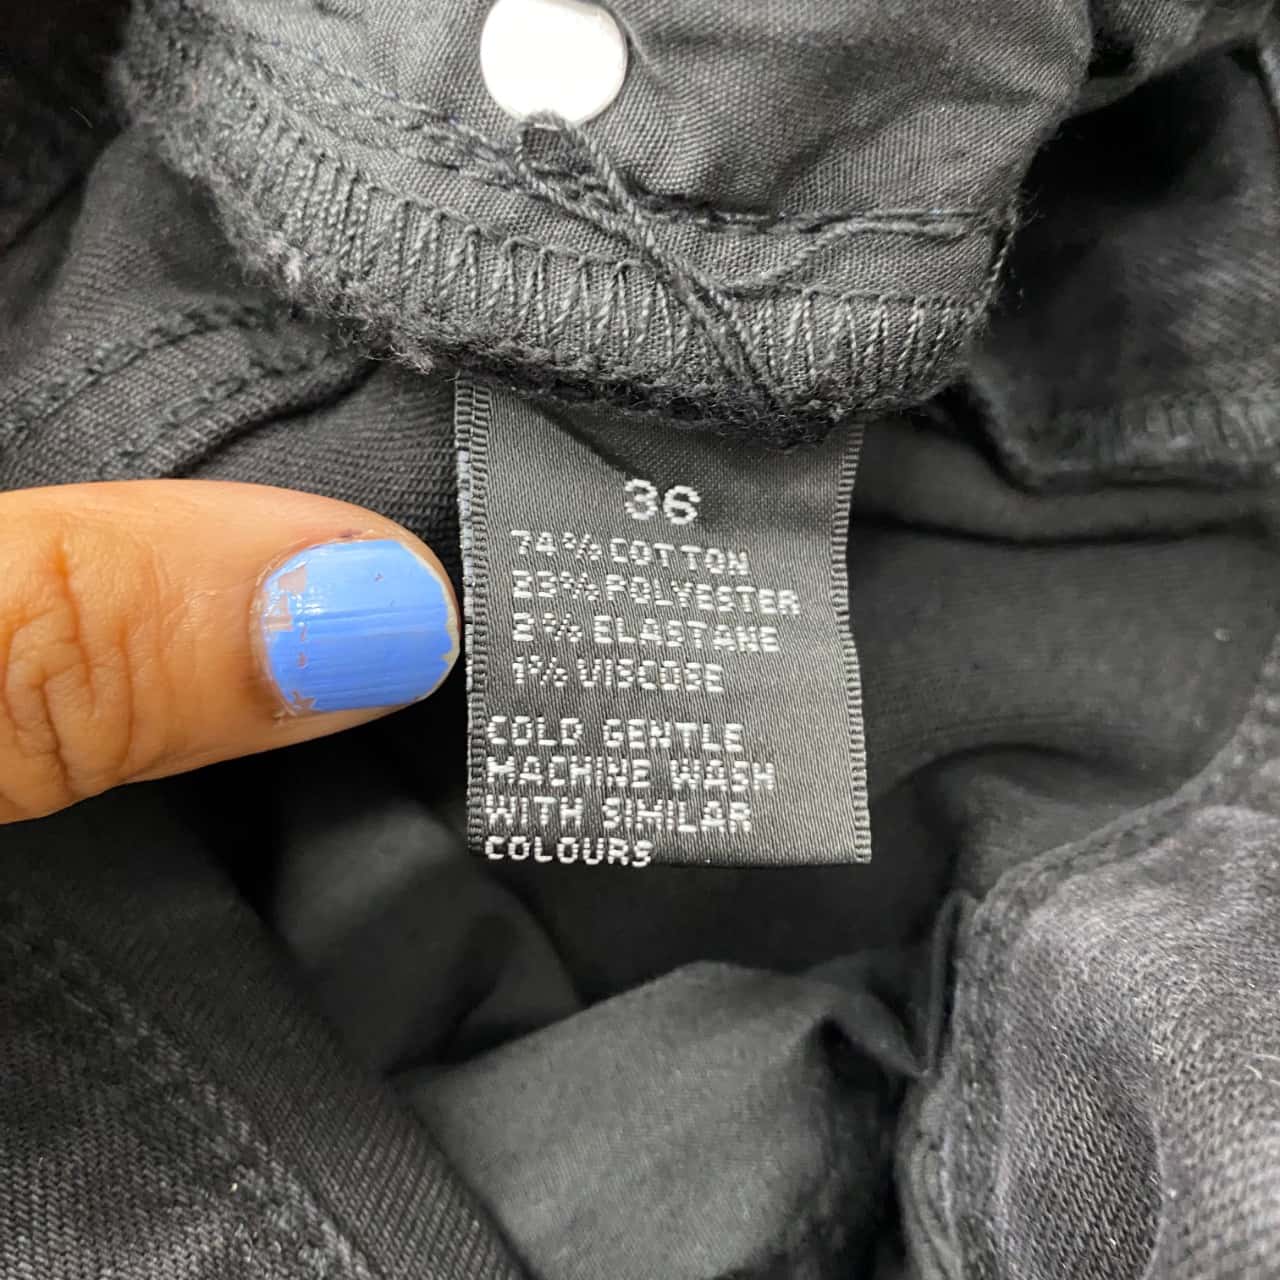 36
74% COTTON
23% POLYESTER
2% ELASTANE
1% VISCOSE
COLD GENTLE
MACHINE WASH
WITH SIMILAR
COLOURS